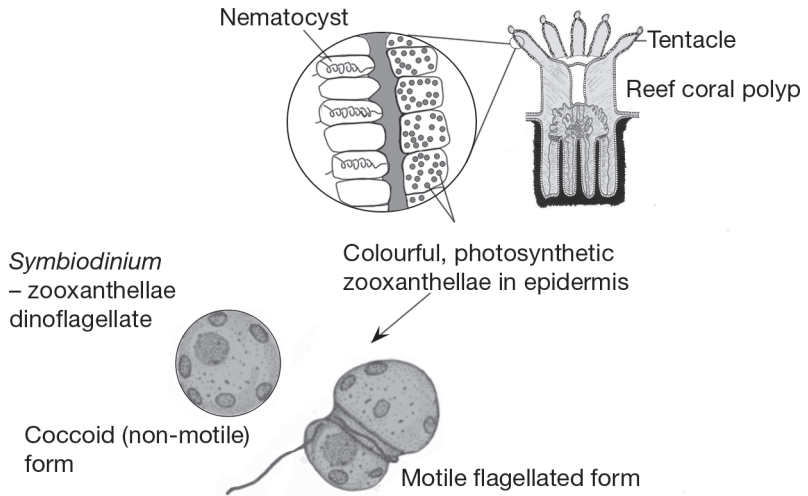 Nematocyst
Tentacle
Reef coral polyp
Colourful, photosynthetic
zooxanthellae in epidermis
Symbiodinium
– zooxanthellae
dinoflagellate
Coccoid (non-motile)
form
Motile flagellated form